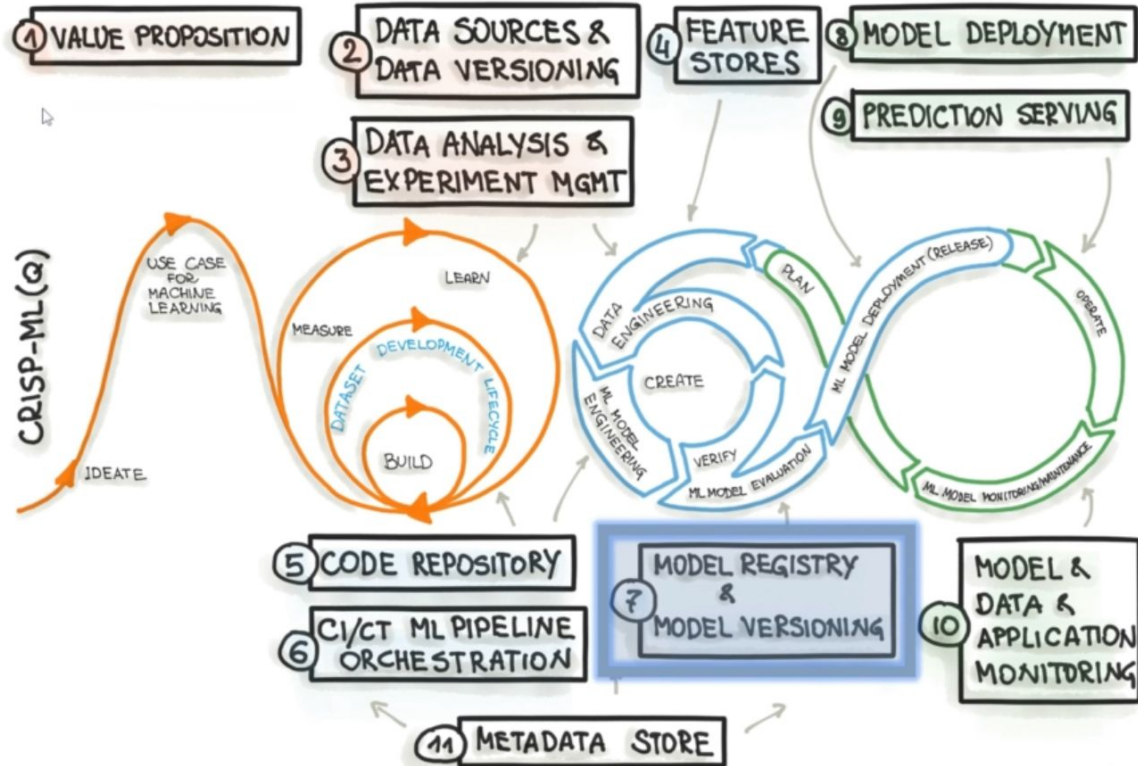 1 VALUE PROPOSITION
2 DATA SOURCES &
DATA VERSIONING
3 DATA ANALYSIS &
EXPERIMENT MGMT
4 FEATURE
STORES
8 MODEL DEPLOYMENT
9 PREDICTION SERVING
CRISP-ML(Q)
IDEATE
USE CASE
FOR
MACHINE
LEARNING
MEASURE
LEARN
DATASET DEVELOPMENT LIFECYCLE
BUILD
DATA
ENGINEERING
CREATE
ML MODEL
ENGINEERING
VERIFY
ML MODEL EVALUATION
PLAN
ML MODEL DEPLOYMENT (RELEASE)
OPERATE
ML MODEL MONITORING/MAINTENANCE
5 CODE REPOSITORY
6 CI/CT ML PIPELINE
ORCHESTRATION
7 MODEL REGISTRY
&
MODEL VERSIONING
10 MODEL &
DATA &
APPLICATION
MONITORING
11 METADATA STORE